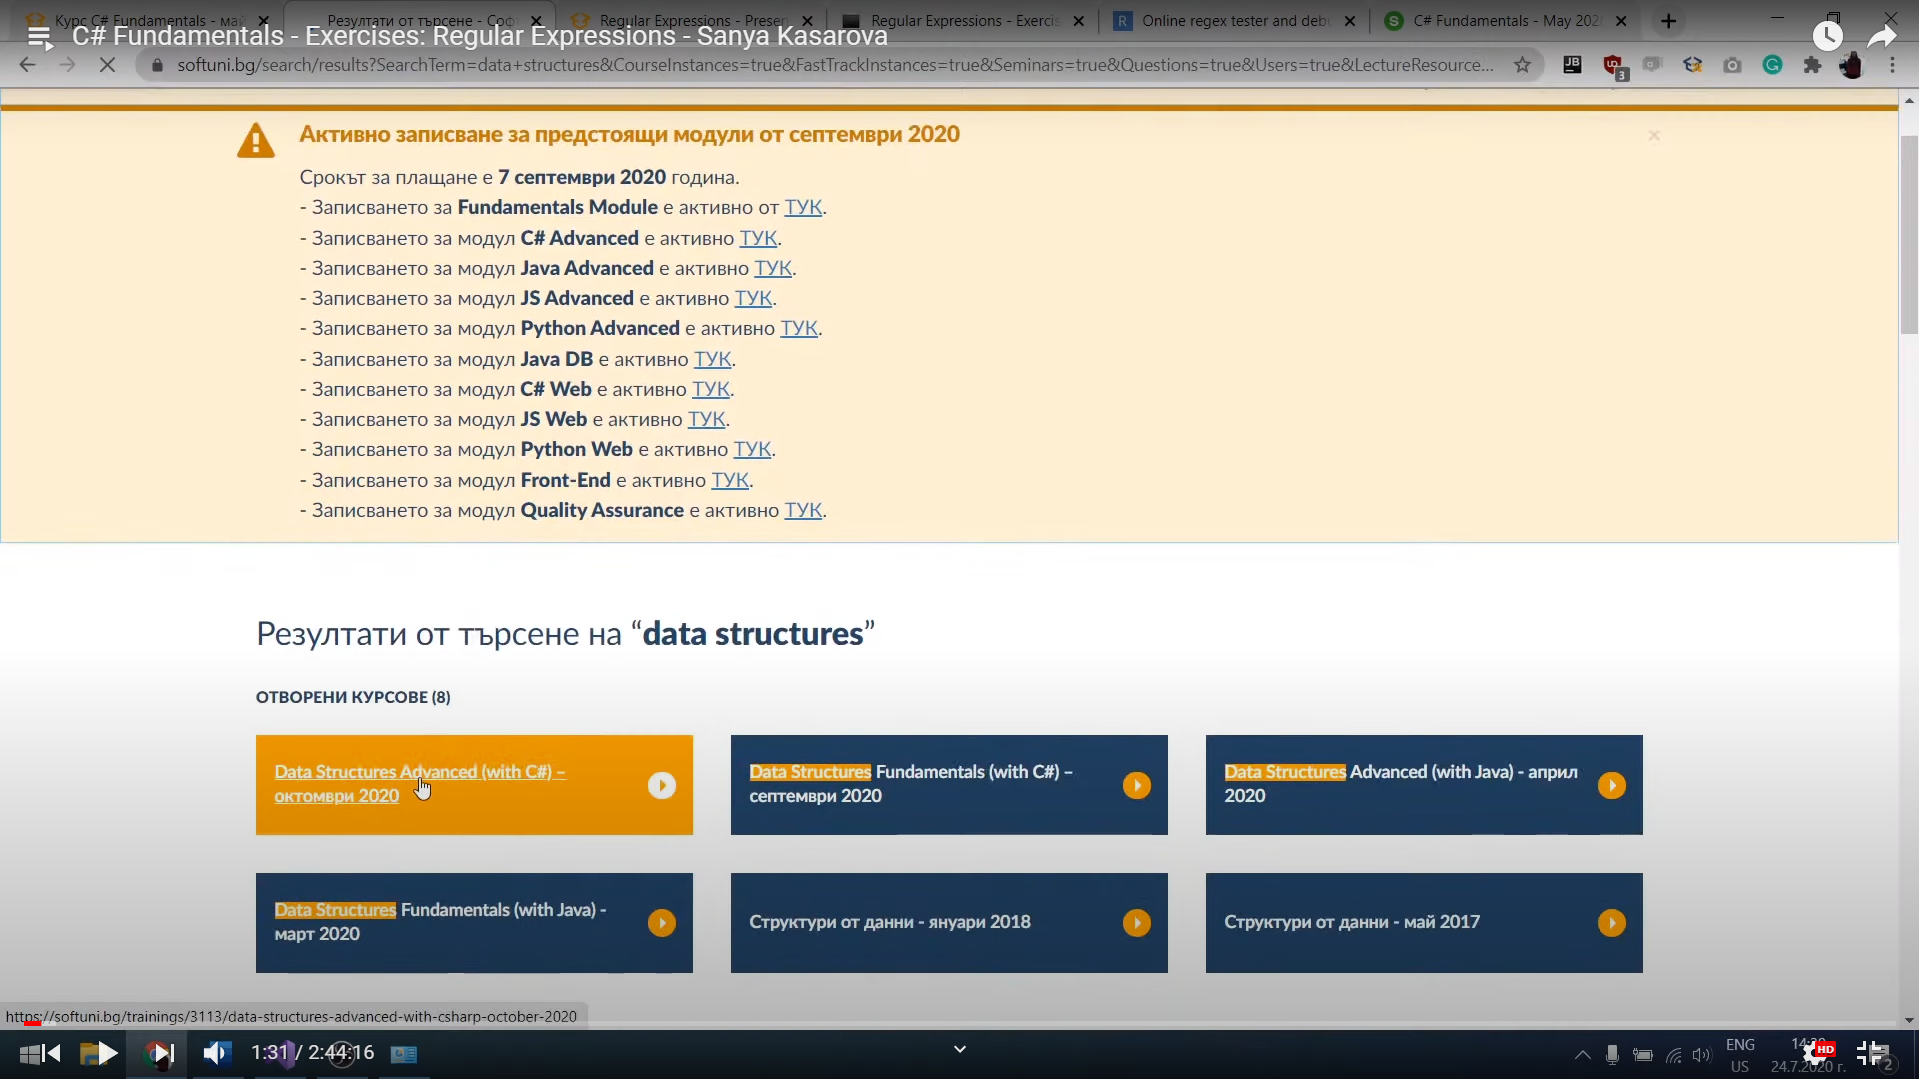 Курс C# Fundamentals - май
Резултати от търсене - Соф
Regular Expressions - Presen
Regular Expressions - Exercis
Online regex tester and debu
C# Fundamentals - May 202
C# Fundamentals - Exercises: Regular Expressions - Sanya Kasarova
softuni.bg/search/results?SearchTerm=data+structures&CourseInstances=true&FastTrackInstances=true&Seminars=true&Questions=true&Users=true&LectureResource...
JB
3
Активно записване за предстоящи модули от септември 2020
Срокът за плащане е 7 септември 2020 година.
- Записването за Fundamentals Module е активно от ТУК.
- Записването за модул C# Advanced е активно ТУК.
- Записването за модул Java Advanced е активно ТУК.
- Записването за модул JS Advanced е активно ТУК.
- Записването за модул Python Advanced е активно ТУК.
- Записването за модул Java DB е активно ТУК.
- Записването за модул C# Web е активно ТУК.
- Записването за модул JS Web е активно ТУК.
- Записването за модул Python Web е активно ТУК.
- Записването за модул Front-End е активно ТУК.
- Записването за модул Quality Assurance е активно ТУК.
Резултати от търсене на “data structures”
ОТВОРЕНИ КУРСОВЕ (8)
Data Structures Advanced (with C#) –
октомври 2020
Data Structures Fundamentals (with C#) –
септември 2020
Data Structures Advanced (with Java) - април
2020
Data Structures Fundamentals (with Java) -
март 2020
Структури от данни - януари 2018
Структури от данни - май 2017
https://softuni.bg/trainings/3113/data-structures-advanced-with-csharp-october-2020
1:31 / 2:44:16
ENG
US
24.7.2020 г.
HD
2